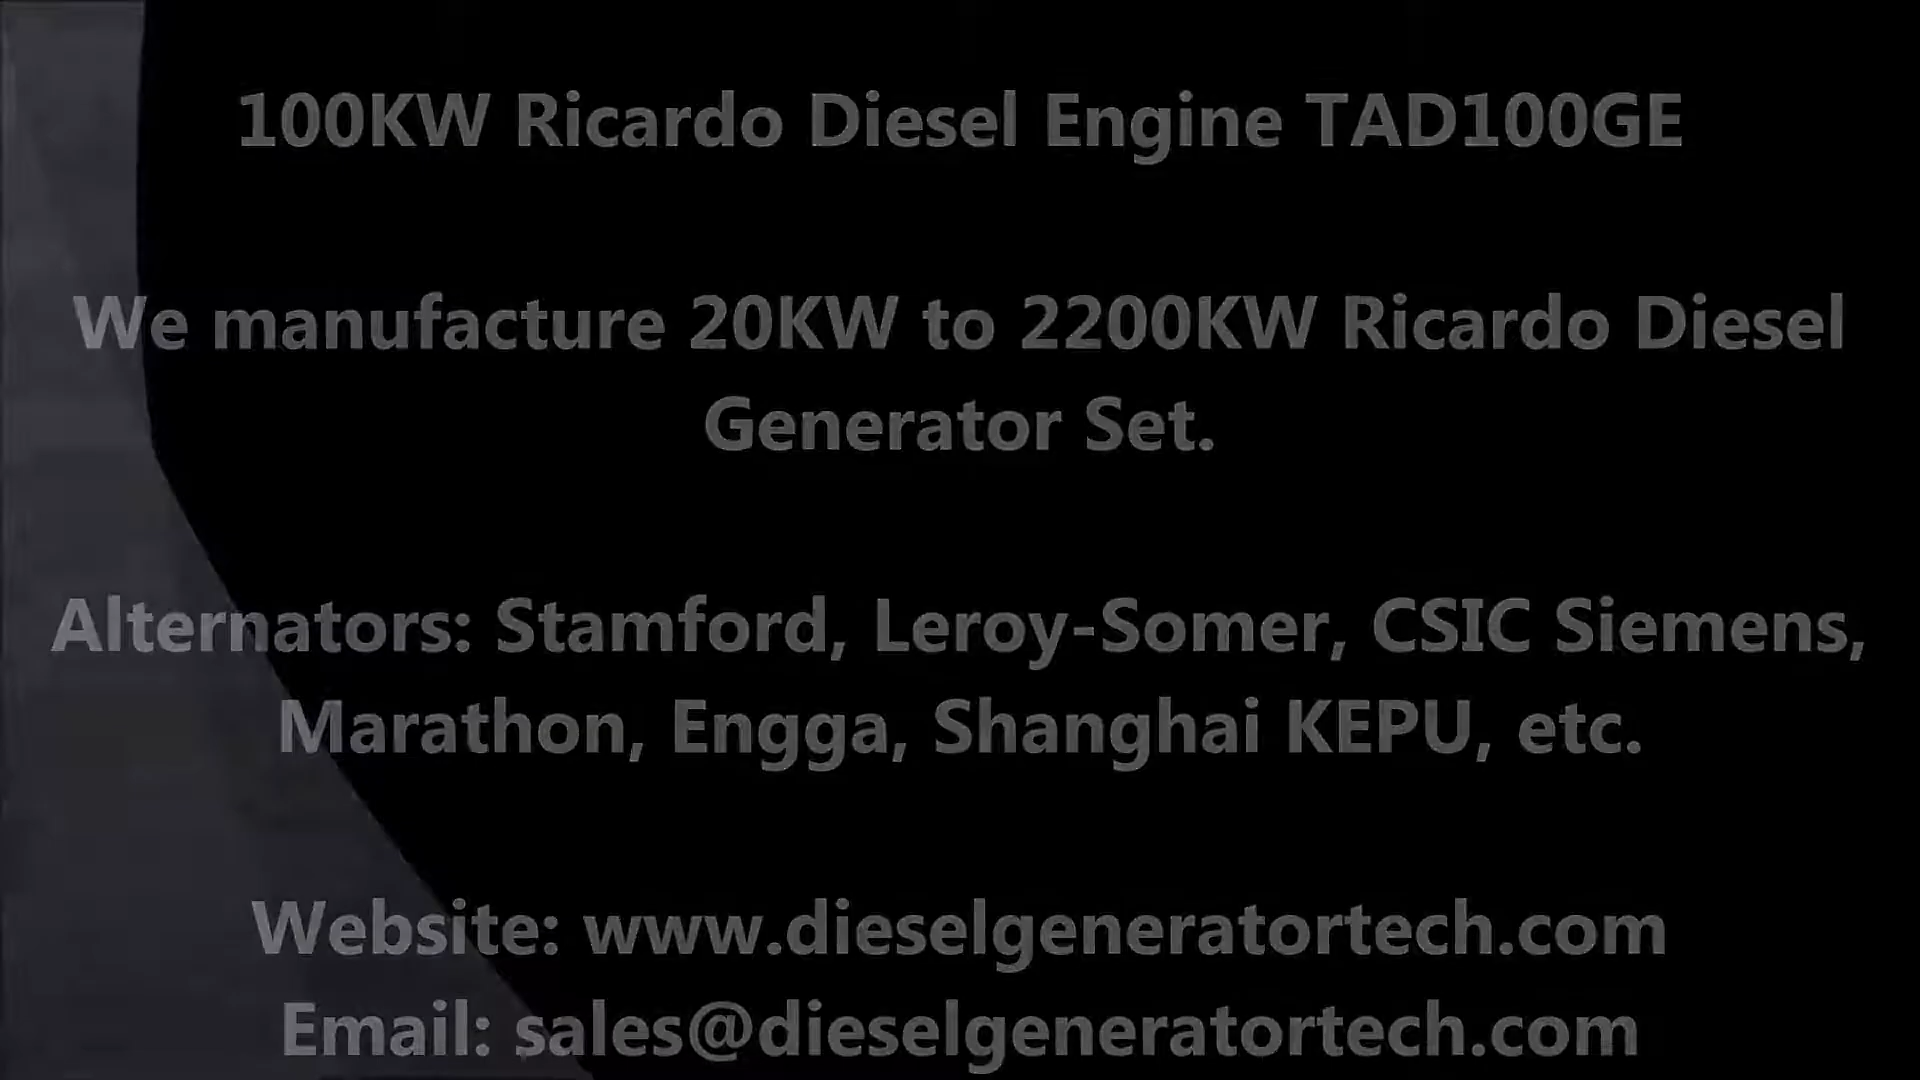 100KW Ricardo Diesel Engine TAD100GE
We manufacture 20KW to 2200KW Ricardo Diesel
Generator Set.
Alternators: Stamford, Leroy-Somer, CSIC Siemens,
Marathon, Engga, Shanghai KEPU, etc.
Website: www.dieselgeneratortech.com
Email: sales@dieselgeneratortech.com